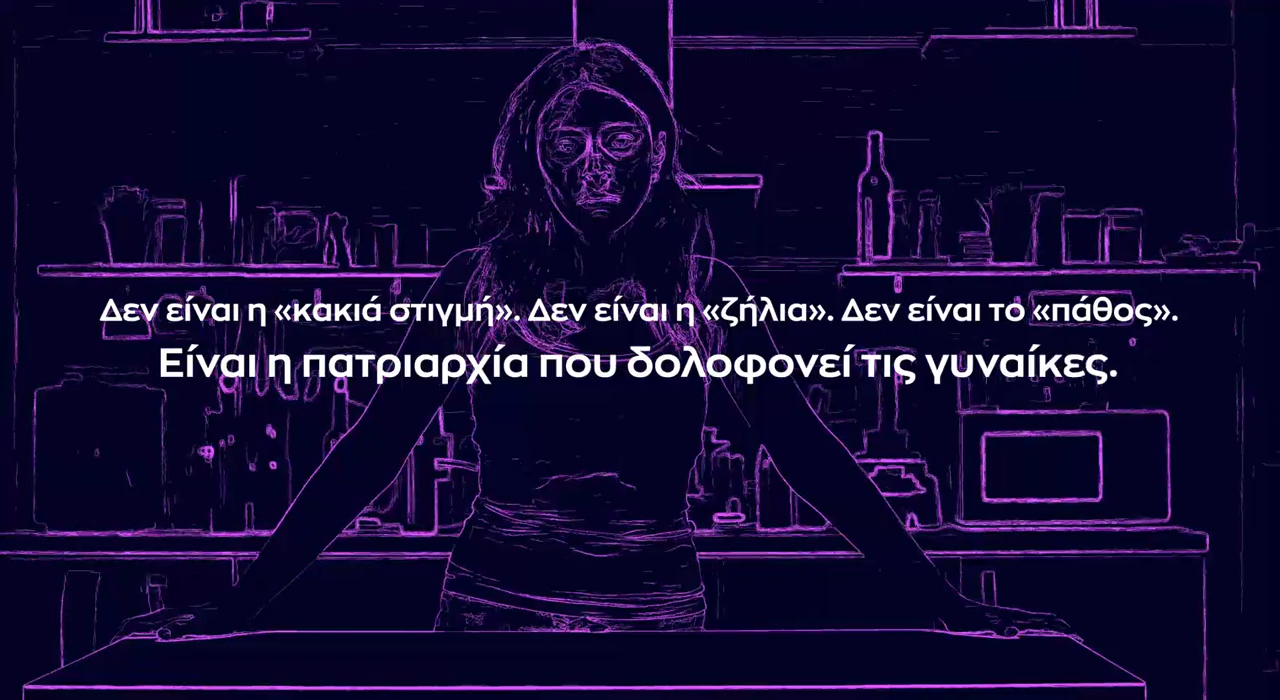 Δεν είναι η «κακιά στιγμή». Δεν είναι η «ζήλια». Δεν είναι το «πάθος».
Είναι η πατριαρχία που δολοφονεί τις γυναίκες.